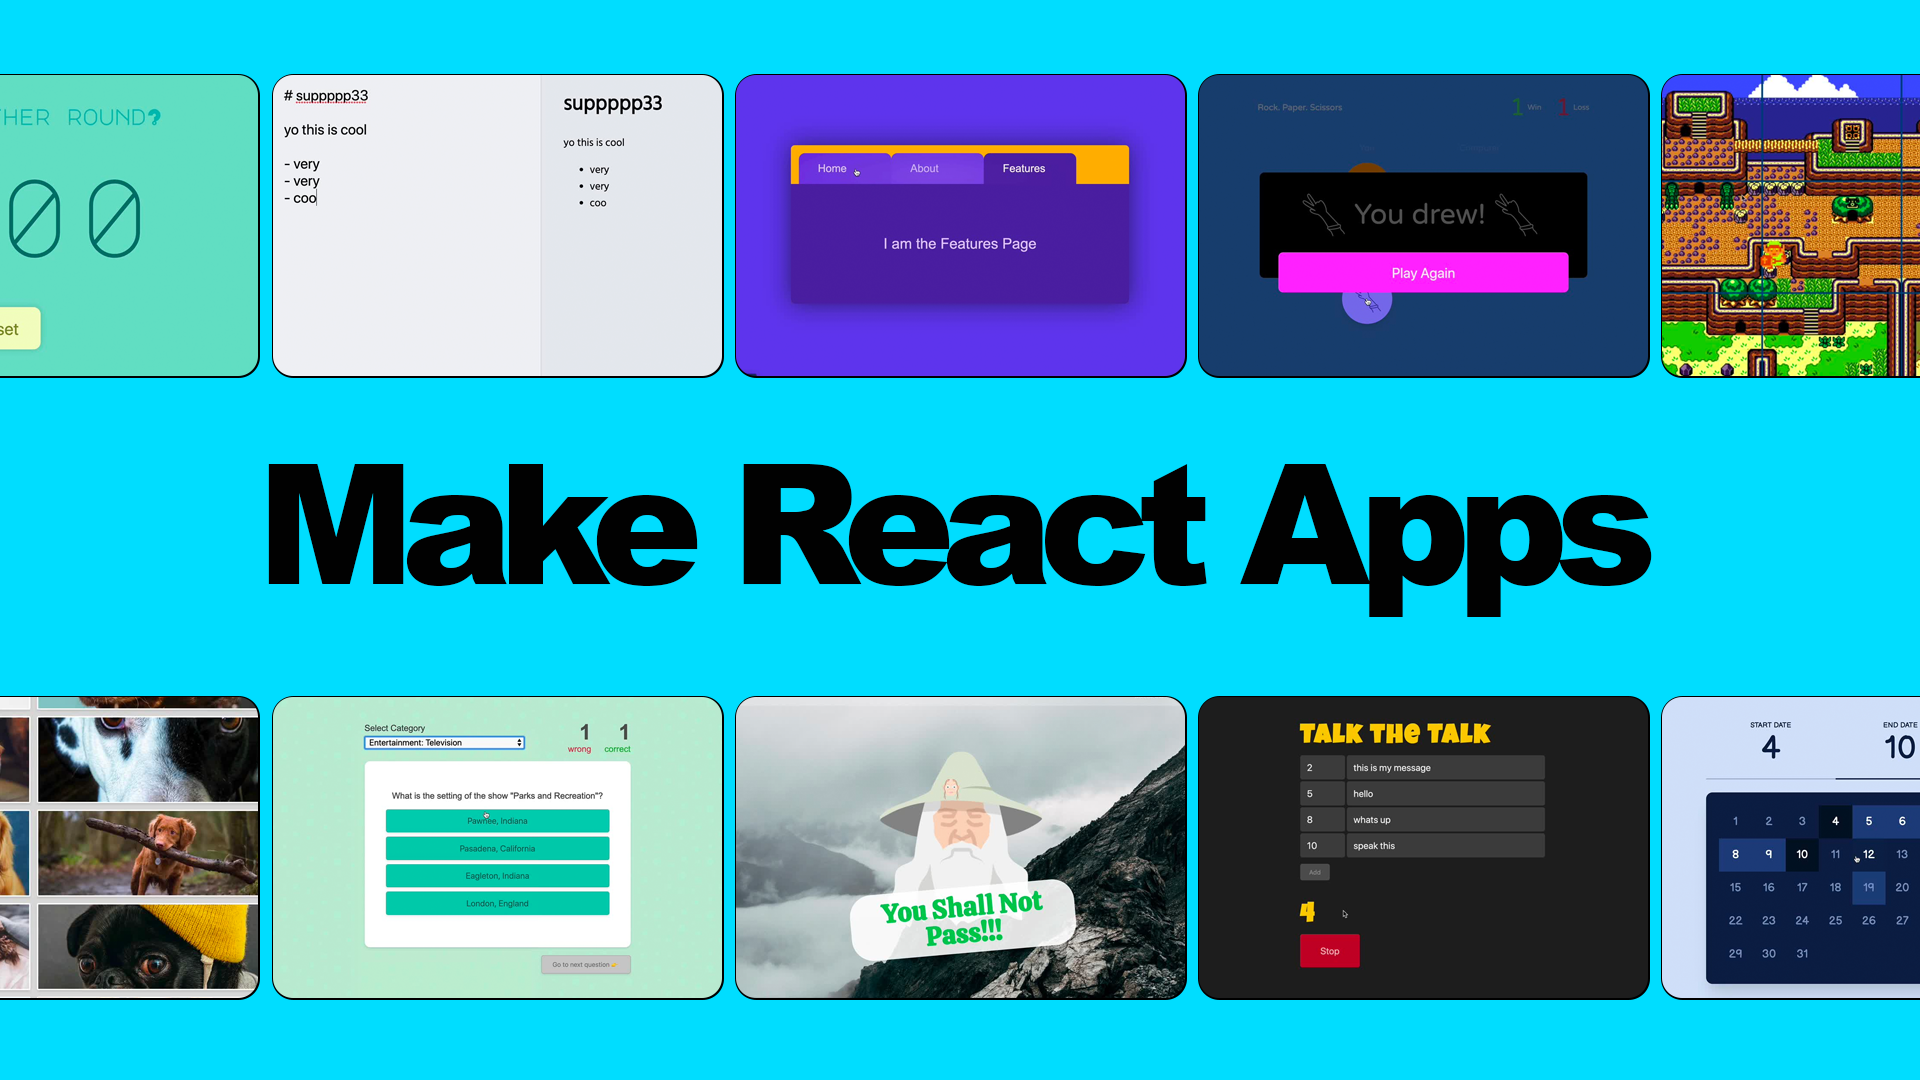 THER ROUND?
00
set
# suppppp33
yo this is cool
- very
- very
- coo
suppppp33
yo this is cool
• very
• very
• coo
Home About Features
I am the Features Page
Rock. Paper. Scissors
1 Win 1 Loss
You drew!
Play Again
Make React Apps
Select Category
Entertainment: Television
1 wrong 1 correct
What is the setting of the show "Parks and Recreation"?
Pawnee, Indiana
Pasadena, California
Eagleton, Indiana
London, England
Go to next question
You Shall Not
Pass!!!
TALK THE TALK
2 this is my message
5 hello
8 whats up
10 speak this
Add
4
Stop
START DATE END DATE
4 10
1 2 3 4 5 6
8 9 10 11 12 13
15 16 17 18 19 20
22 23 24 25 26 27
29 30 31